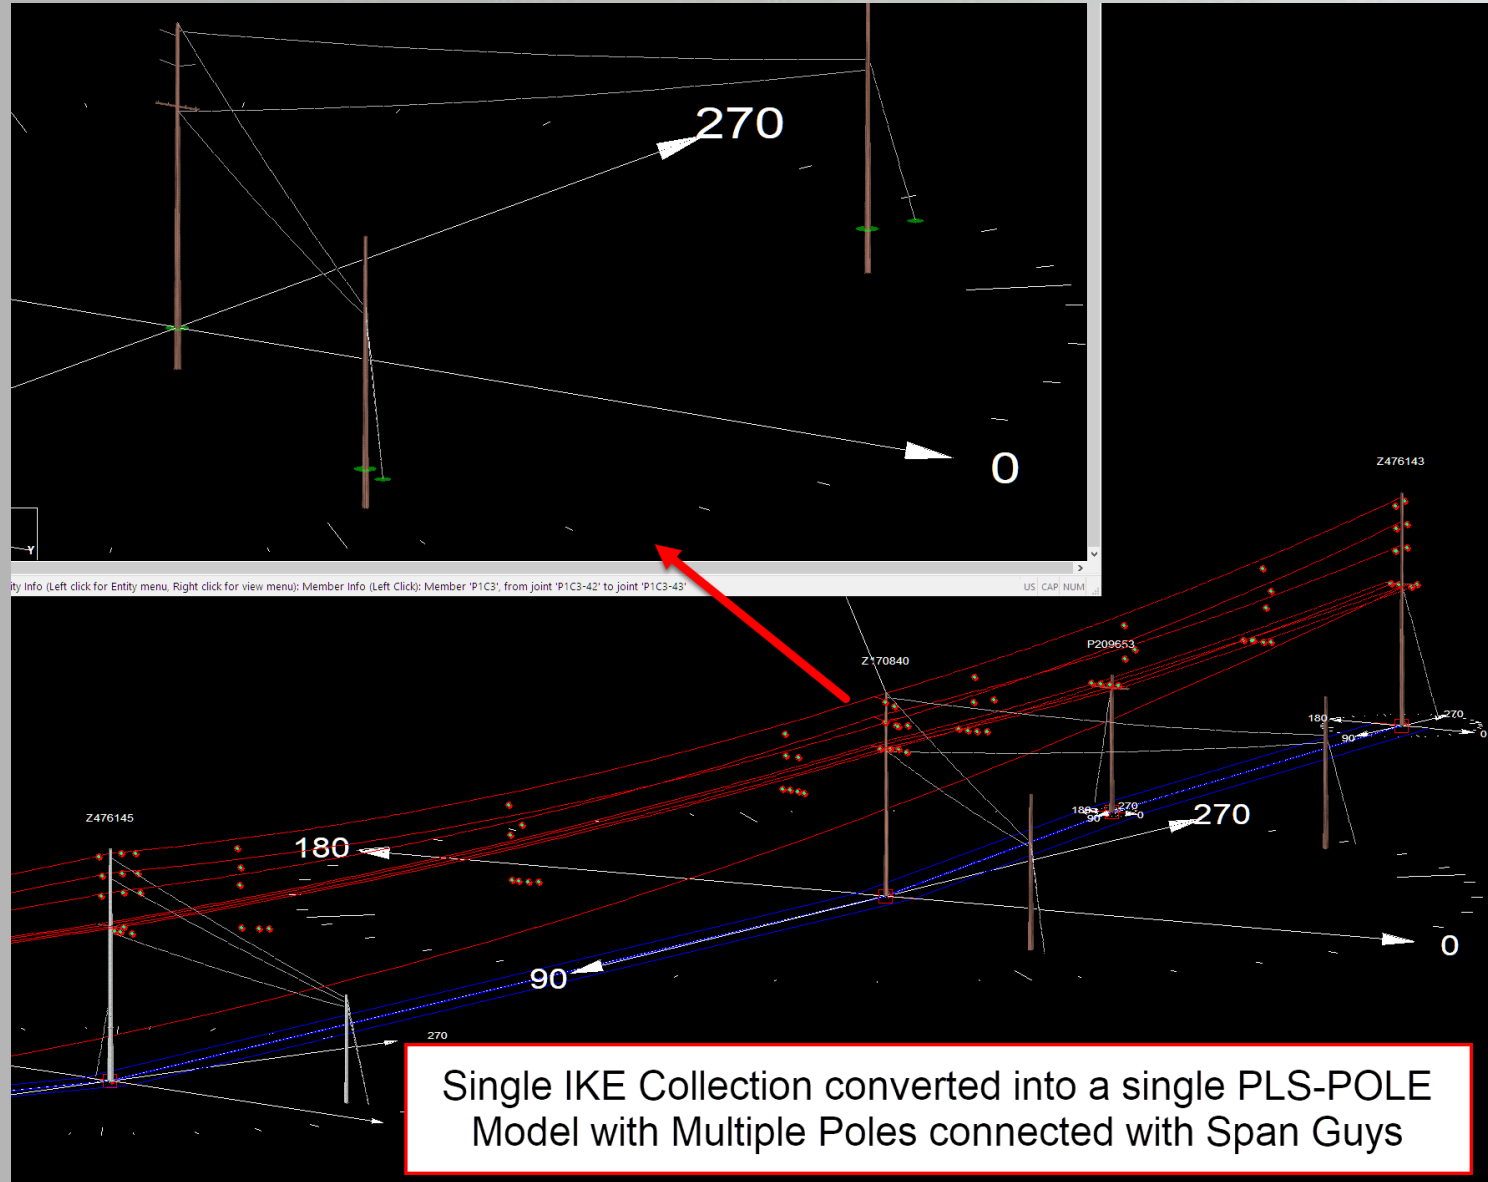 270
0
Y
ity Info (Left click for Entity menu, Right click for view menu): Member Info (Left Click): Member 'P1C3', from joint 'P1C3-42' to joint 'P1C3-43'
US CAP NUM
Z476143
P209653
Z170840
270
180
0
90
180
270
0
90
270
Z476145
180
0
90
270
Single IKE Collection converted into a single PLS-POLE
Model with Multiple Poles connected with Span Guys